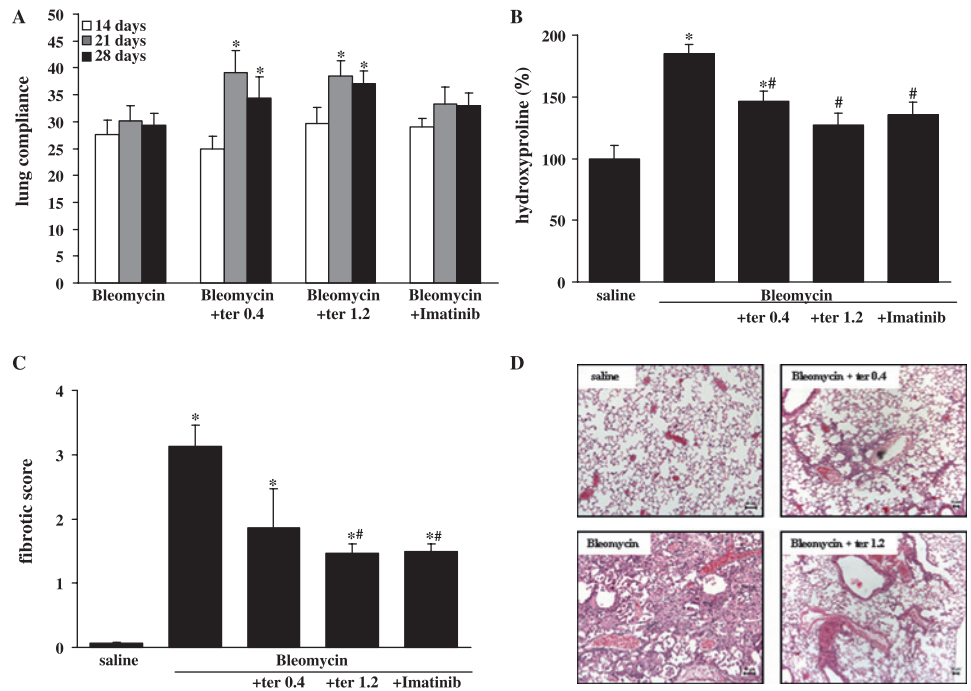 A
lung compliance
50
45
40
35
30
25
20
15
10
5
0
14 days
21 days
28 days
* * * *
Bleomycin
Bleomycin
+ter 0.4
Bleomycin
+ter 1.2
Bleomycin
+Imatinib
B
hydroxyproline (%)
200
150
100
50
0
* *# # #
saline
Bleomycin
+ter 0.4 +ter 1.2 +Imatinib
C
fibrotic score
4
3
2
1
0
* * *# *#
saline
Bleomycin
+ter 0.4 +ter 1.2 +Imatinib
D
saline
Bleomycin + ter 0.4
Bleomycin
Bleomycin + ter 1.2